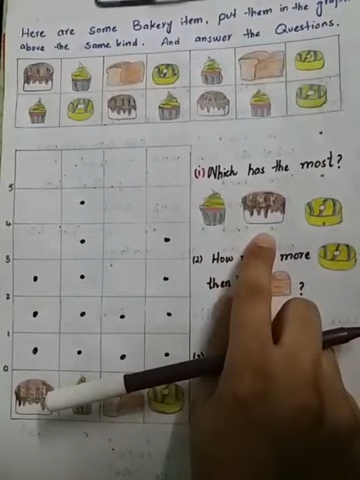 Here are some Bakery item, put them in the graph
above the same kind. And answer the Questions.
(1) Which has the most?
5
4
3
(2) How more
then ?
2
1
0